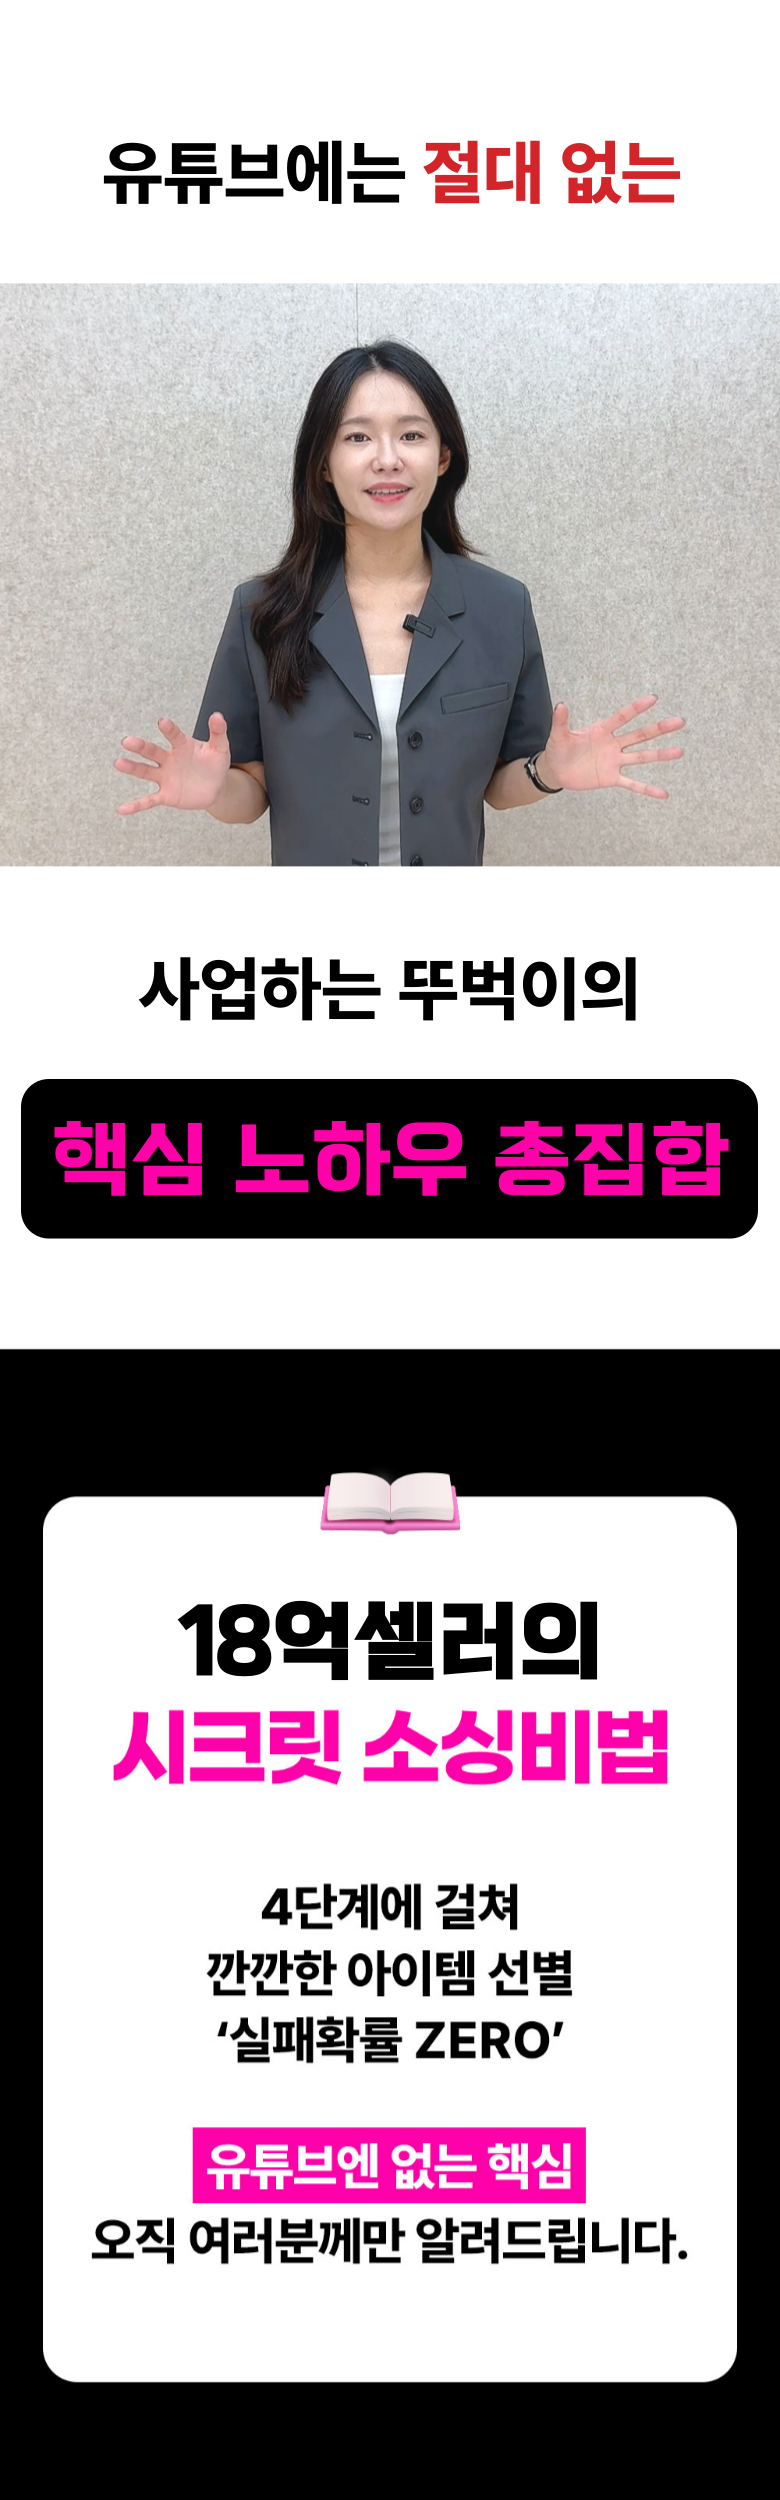 유튜브에는 절대 없는
사업하는 뚜벅이의
핵심 노하우 총집합
18억셀러의
시크릿 소싱비법
4단계에 걸쳐
깐깐한 아이템 선별
‘실패확률 ZERO’
유튜브엔 없는 핵심
오직 여러분께만 알려드립니다.